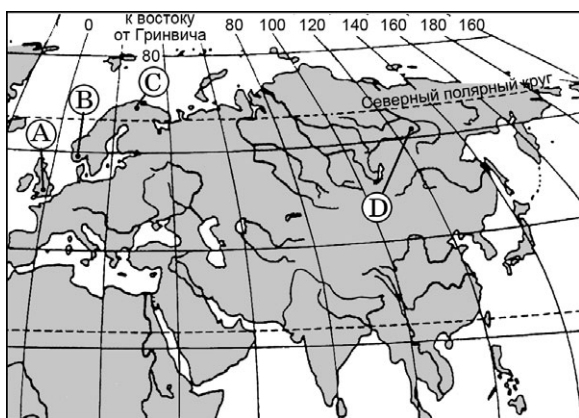 0 к востоку от Гринвича 80 100 120 140 160 180 160
80
C
Северный полярный круг
B
A
D